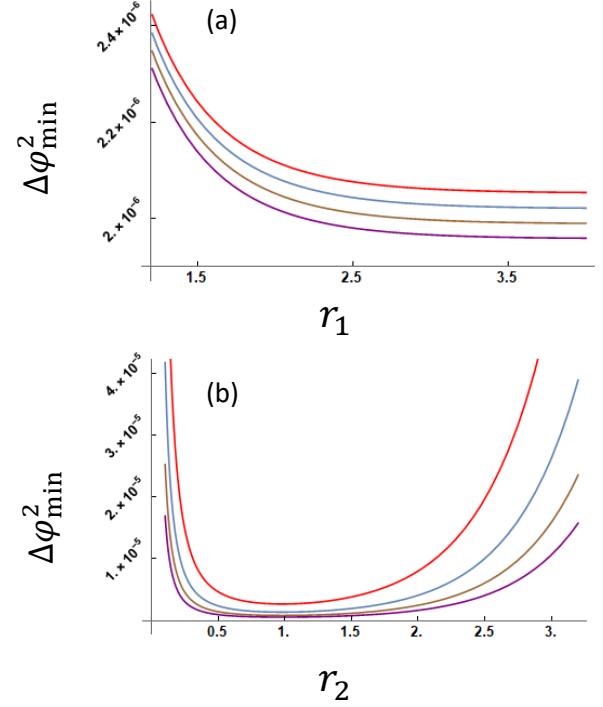 (a)
2.4×10⁻⁶
2.2×10⁻⁶
2.×10⁻⁶
Δφ²min
1.5 2.5 3.5
r₁
(b)
4.×10⁻⁵
3.×10⁻⁵
2.×10⁻⁵
1.×10⁻⁵
Δφ²min
0.5 1. 1.5 2. 2.5 3.
r₂